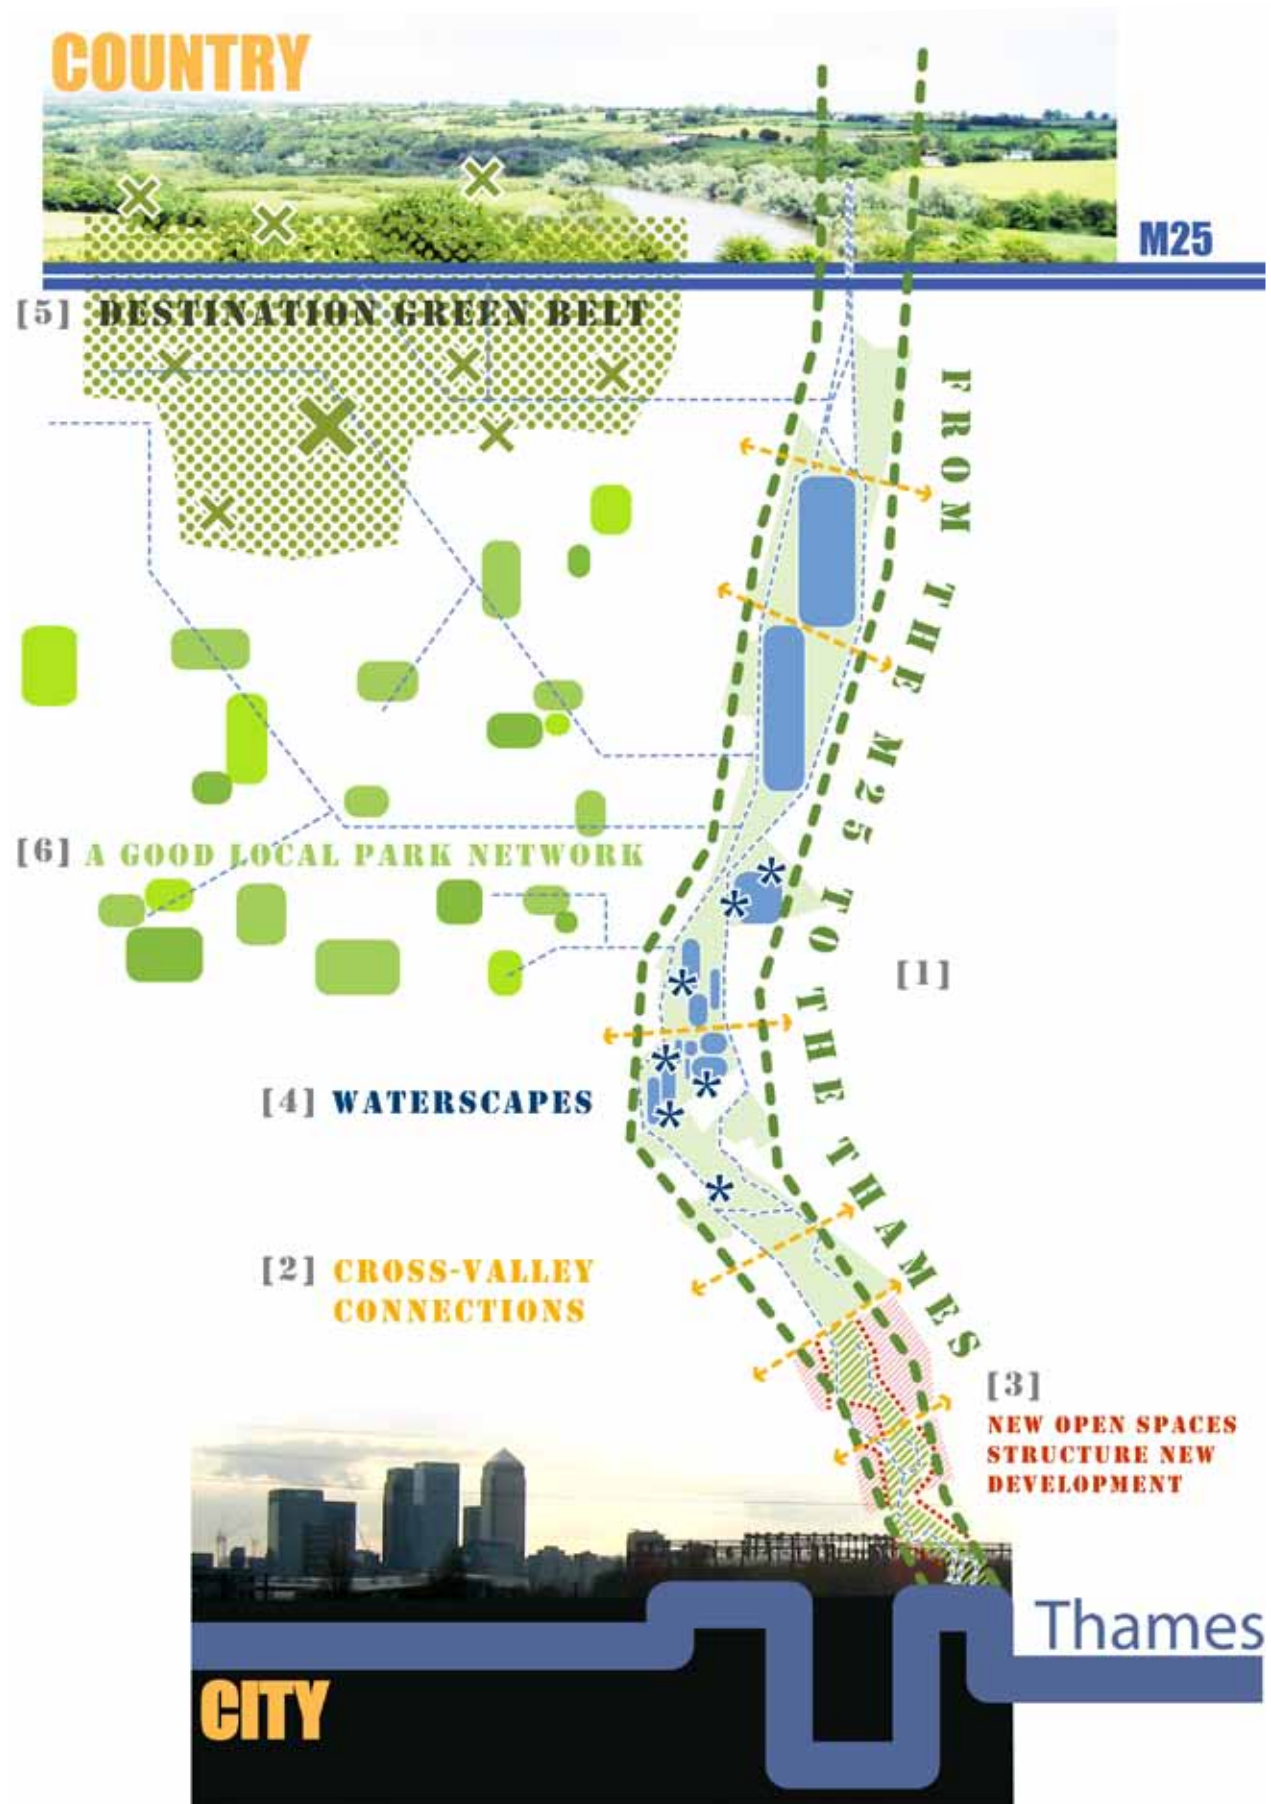 COUNTRY
M25
[5] DESTINATION GREEN BELT
FROM THE M25 TO THE THAMES
[6] A GOOD LOCAL PARK NETWORK
[1]
[4] WATERSCAPES
[2] CROSS-VALLEY
CONNECTIONS
[3]
NEW OPEN SPACES
STRUCTURE NEW
DEVELOPMENT
Thames
CITY